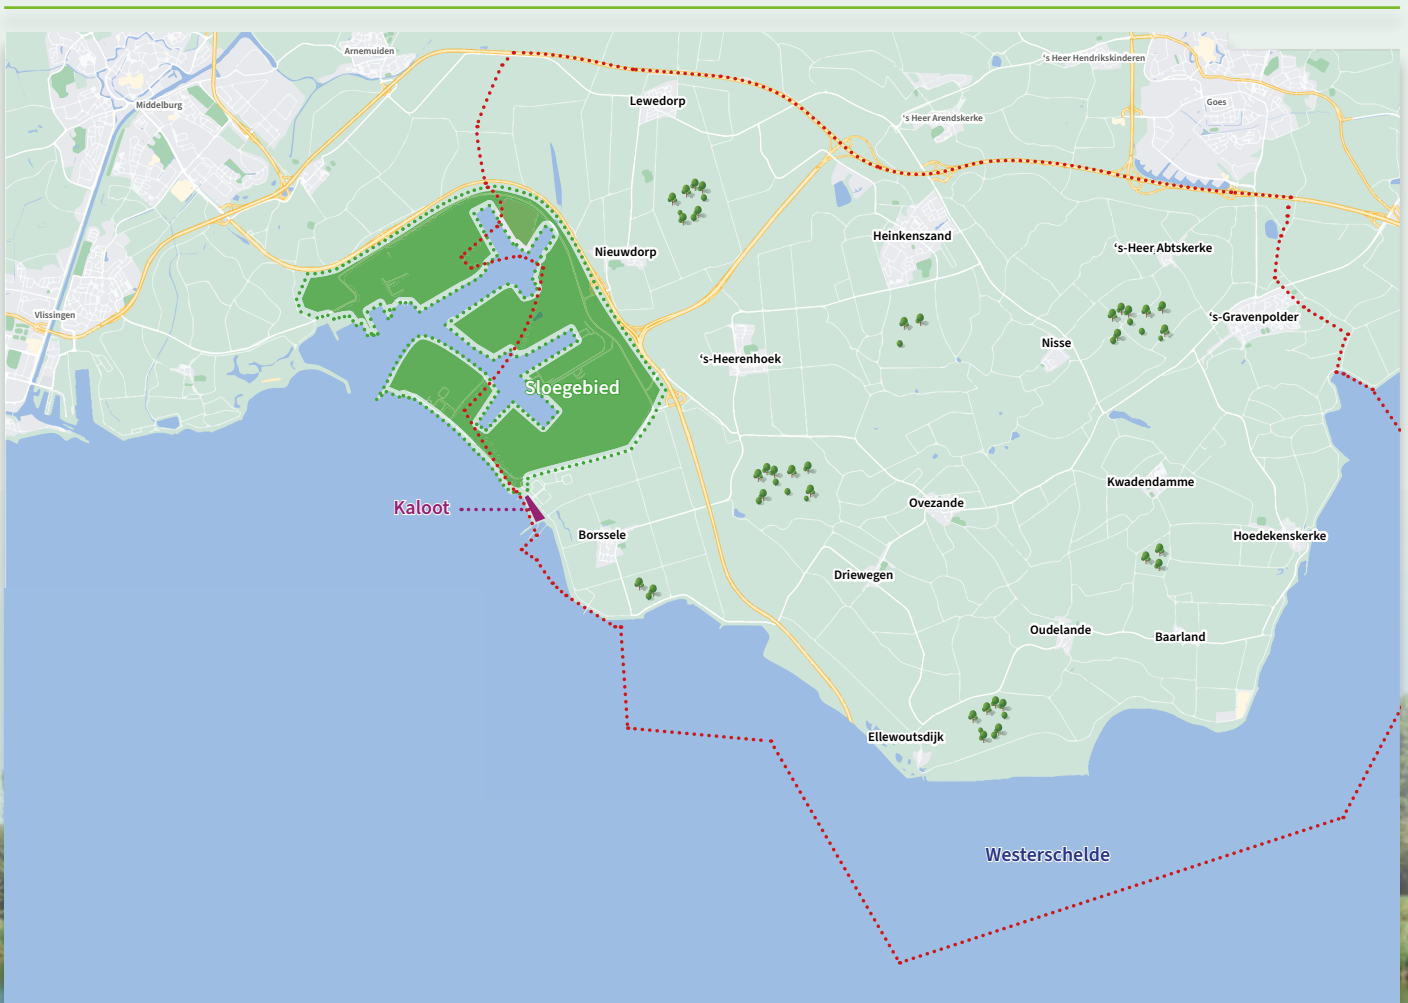 Arnemuiden
's Heer Hendrikskinderen
Middelburg
Lewedorp
Goes
's Heer Arendskerke
Heinkenszand
Nieuwdorp
‘s-Heer Abtskerke
Vlissingen
‘s-Gravenpolder
Nisse
‘s-Heerenhoek
Sloegebied
Kwadendamme
Ovezande
Kaloot
Borssele
Hoedekenskerke
Driewegen
Oudelande
Baarland
Ellewoutsdijk
Westerschelde